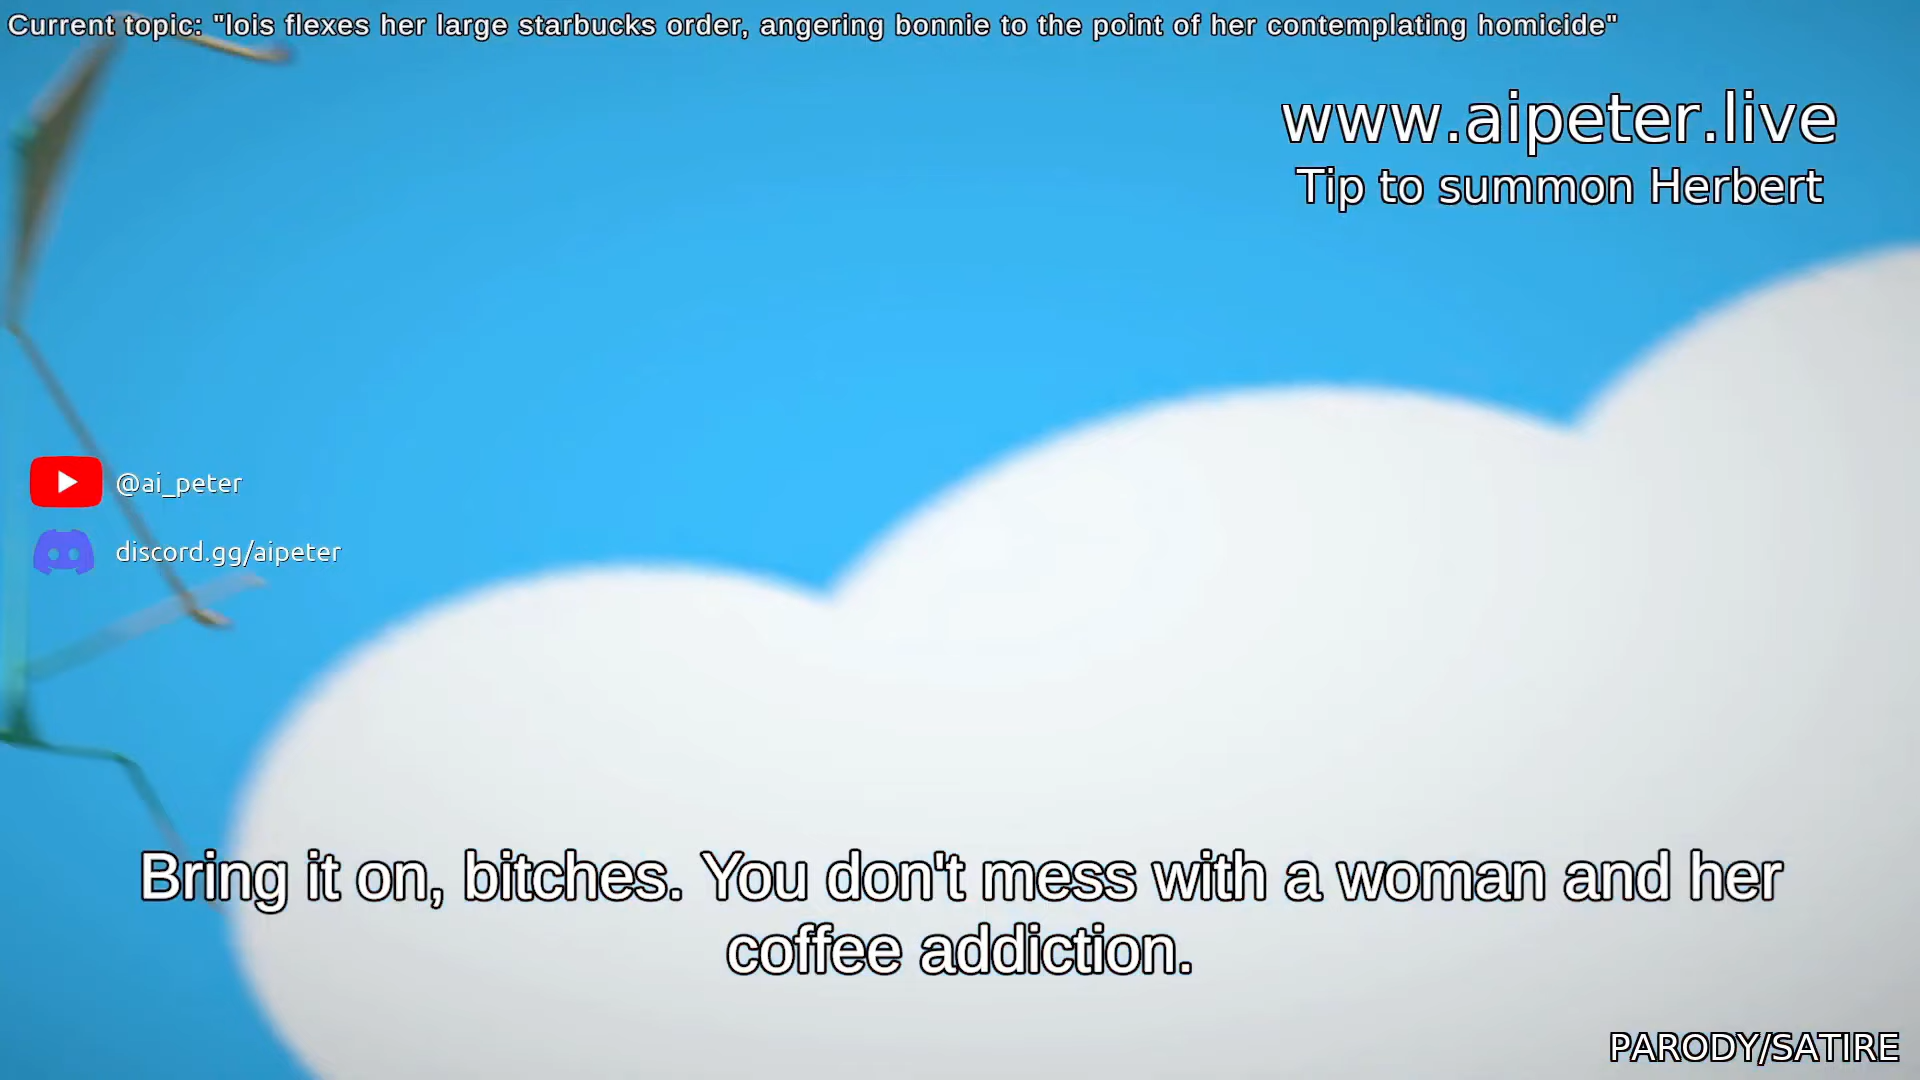 Current topic: "lois flexes her large starbucks order, angering bonnie to the point of her contemplating homicide"
www.aipeter.live
Tip to summon Herbert
@ai_peter
discord.gg/aipeter
Bring it on, bitches. You don't mess with a woman and her
coffee addiction.
PARODY/SATIRE